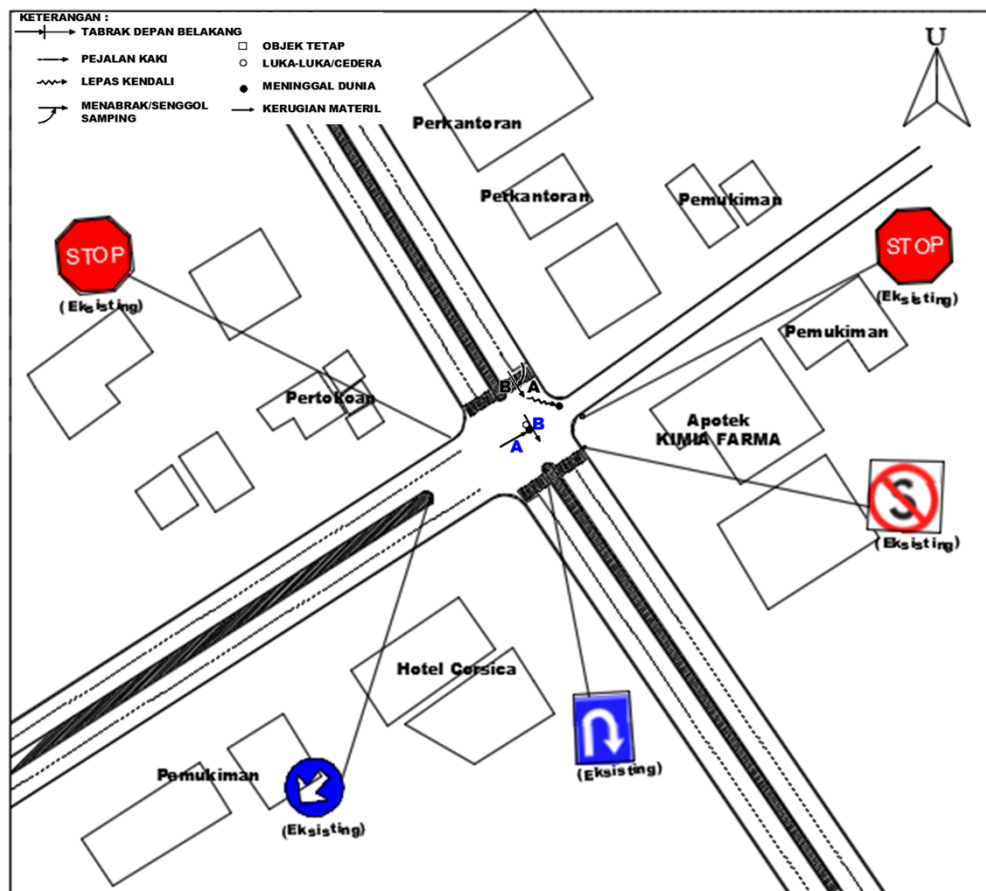 KETERANGAN :
TABRAK DEPAN BELAKANG
PEJALAN KAKI
LEPAS KENDALI
MENABRAK/SENGGOL
SAMPING
OBJEK TETAP
LUKA-LUKA/CEDERA
MENINGGAL DUNIA
KERUGIAN MATERIL
U
Perkantoran
Perkantoran
Pemukiman
STOP
(Eksisting)
STOP
(Eksisting)
Pemukiman
Pertokoan
B A
B
A
Apotek
KIMIA FARMA
S
(Eksisting)
Hotel Corsica
Pemukiman
(Eksisting)
(Eksisting)